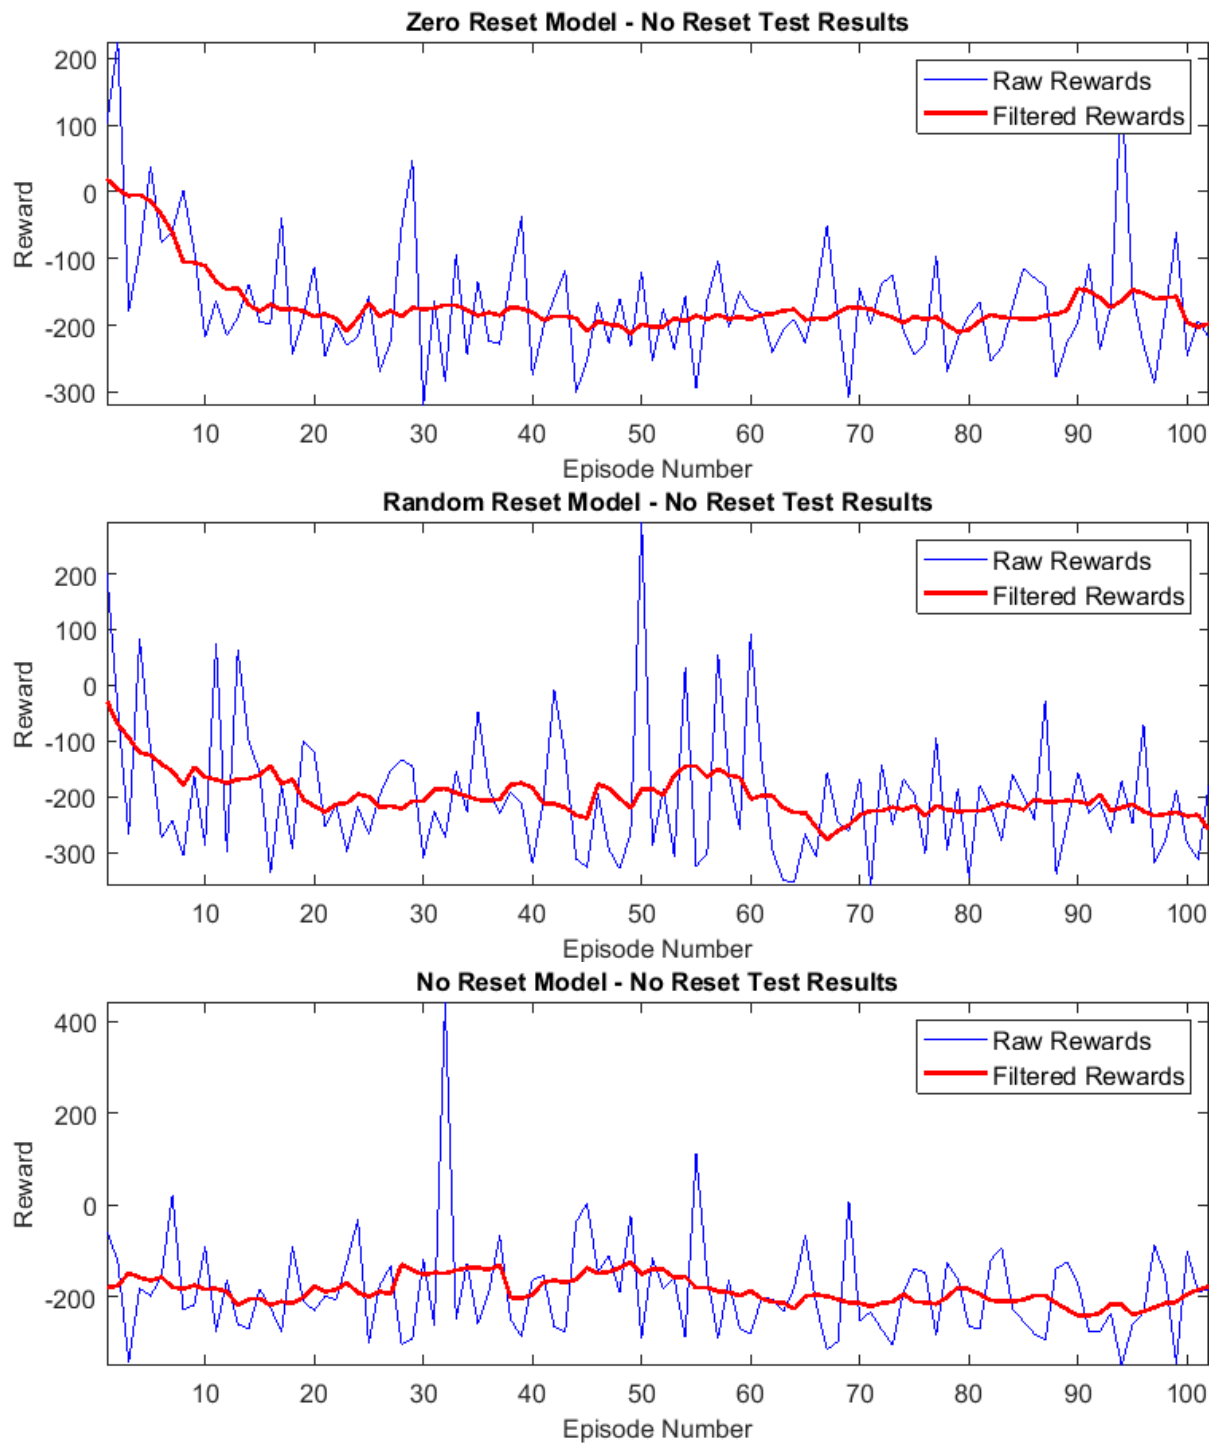 Zero Reset Model - No Reset Test Results
200
100
0
-100
-200
-300
Reward
Raw Rewards
Filtered Rewards
10 20 30 40 50 60 70 80 90 100
Episode Number
Random Reset Model - No Reset Test Results
200
100
0
-100
-200
-300
Reward
Raw Rewards
Filtered Rewards
10 20 30 40 50 60 70 80 90 100
Episode Number
No Reset Model - No Reset Test Results
400
200
0
-200
Reward
Raw Rewards
Filtered Rewards
10 20 30 40 50 60 70 80 90 100
Episode Number